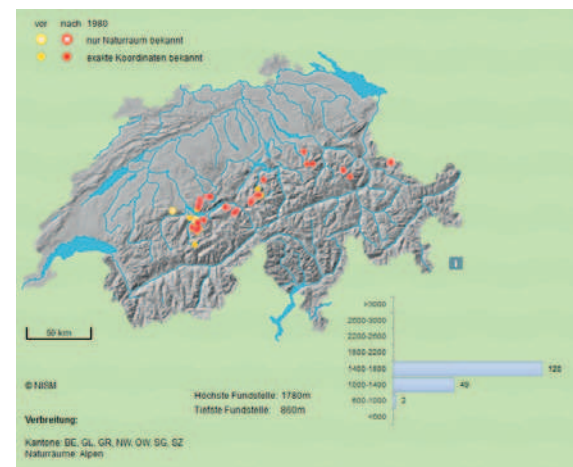 vor nach 1980
nur Naturraum bekannt
exakte Koordinaten bekannt
i
50 km
>3000
2600-3000
2200-2600
1800-2200
1400-1800 120
1000-1400 49
600-1000 2
<600
© NISM
Höchste Fundstelle: 1780m
Tiefste Fundstelle: 860m
Verbreitung:
Kantone: BE, GL, GR, NW, OW, SG, SZ
Naturräume: Alpen